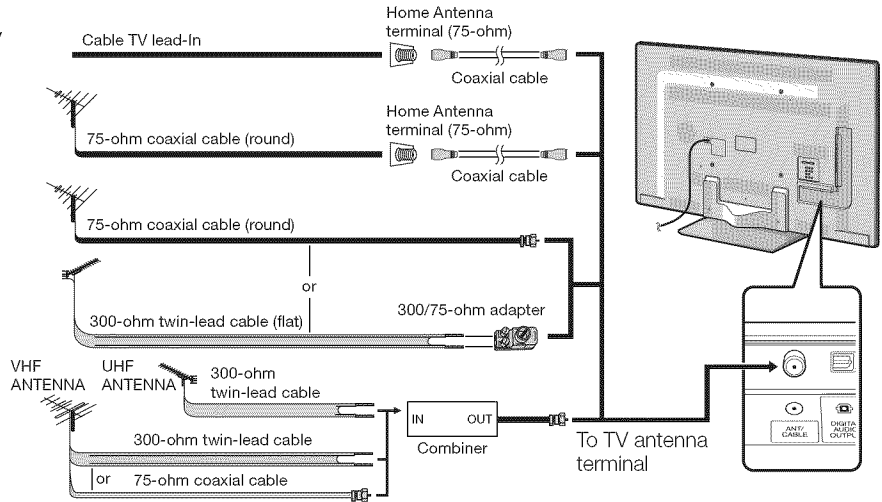 Cable TV lead-In
Home Antenna
terminal (75-ohm)
Coaxial cable
75-ohm coaxial cable (round)
Home Antenna
terminal (75-ohm)
Coaxial cable
75-ohm coaxial cable (round)
or
300-ohm twin-lead cable (flat)
300/75-ohm adapter
VHF
ANTENNA
UHF
ANTENNA
300-ohm
twin-lead cable
300-ohm twin-lead cable
or 75-ohm coaxial cable
IN OUT
Combiner
To TV antenna
terminal
ANT/
CABLE
DIGITA
AUDIO
OUTPU